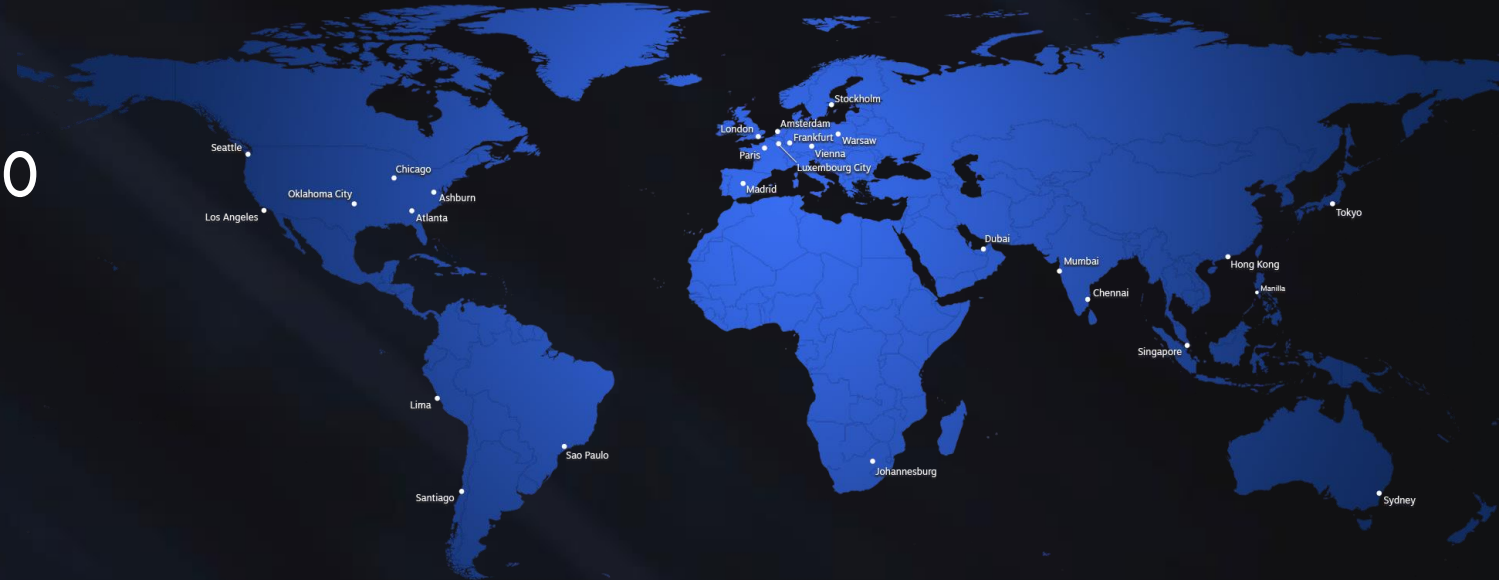 Stockholm
Amsterdam
London
Frankfurt
Warsaw
Seattle
Paris
Vienna
Chicago
Luxembourg City
Oklahoma City
Madrid
Ashburn
Los Angeles
Atlanta
Tokyo
Dubai
Mumbai
Hong Kong
Manilla
Chennai
Singapore
Lima
Sao Paulo
Johannesburg
Santiago
Sydney